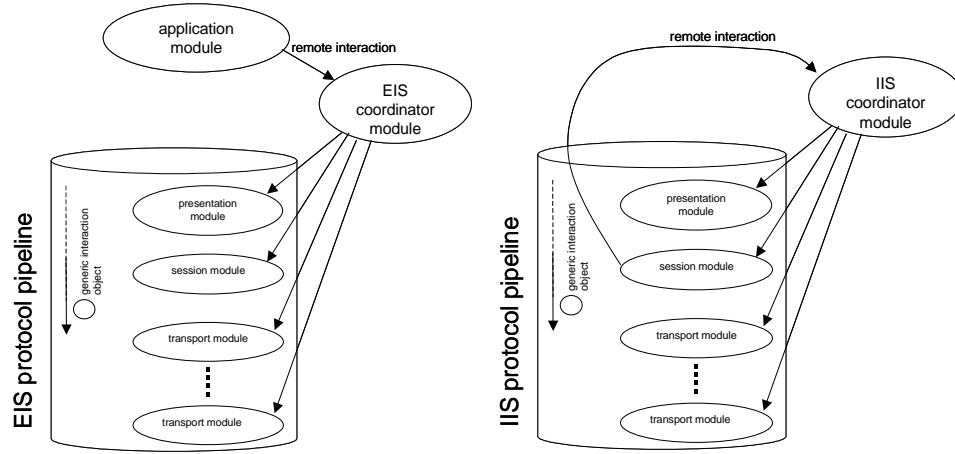 application
module
remote interaction
EIS
coordinator
module
EIS protocol pipeline
generic interaction
object
presentation
module
session module
transport module
transport module
remote interaction
IIS
coordinator
module
IIS protocol pipeline
generic interaction
object
presentation
module
session module
transport module
transport module